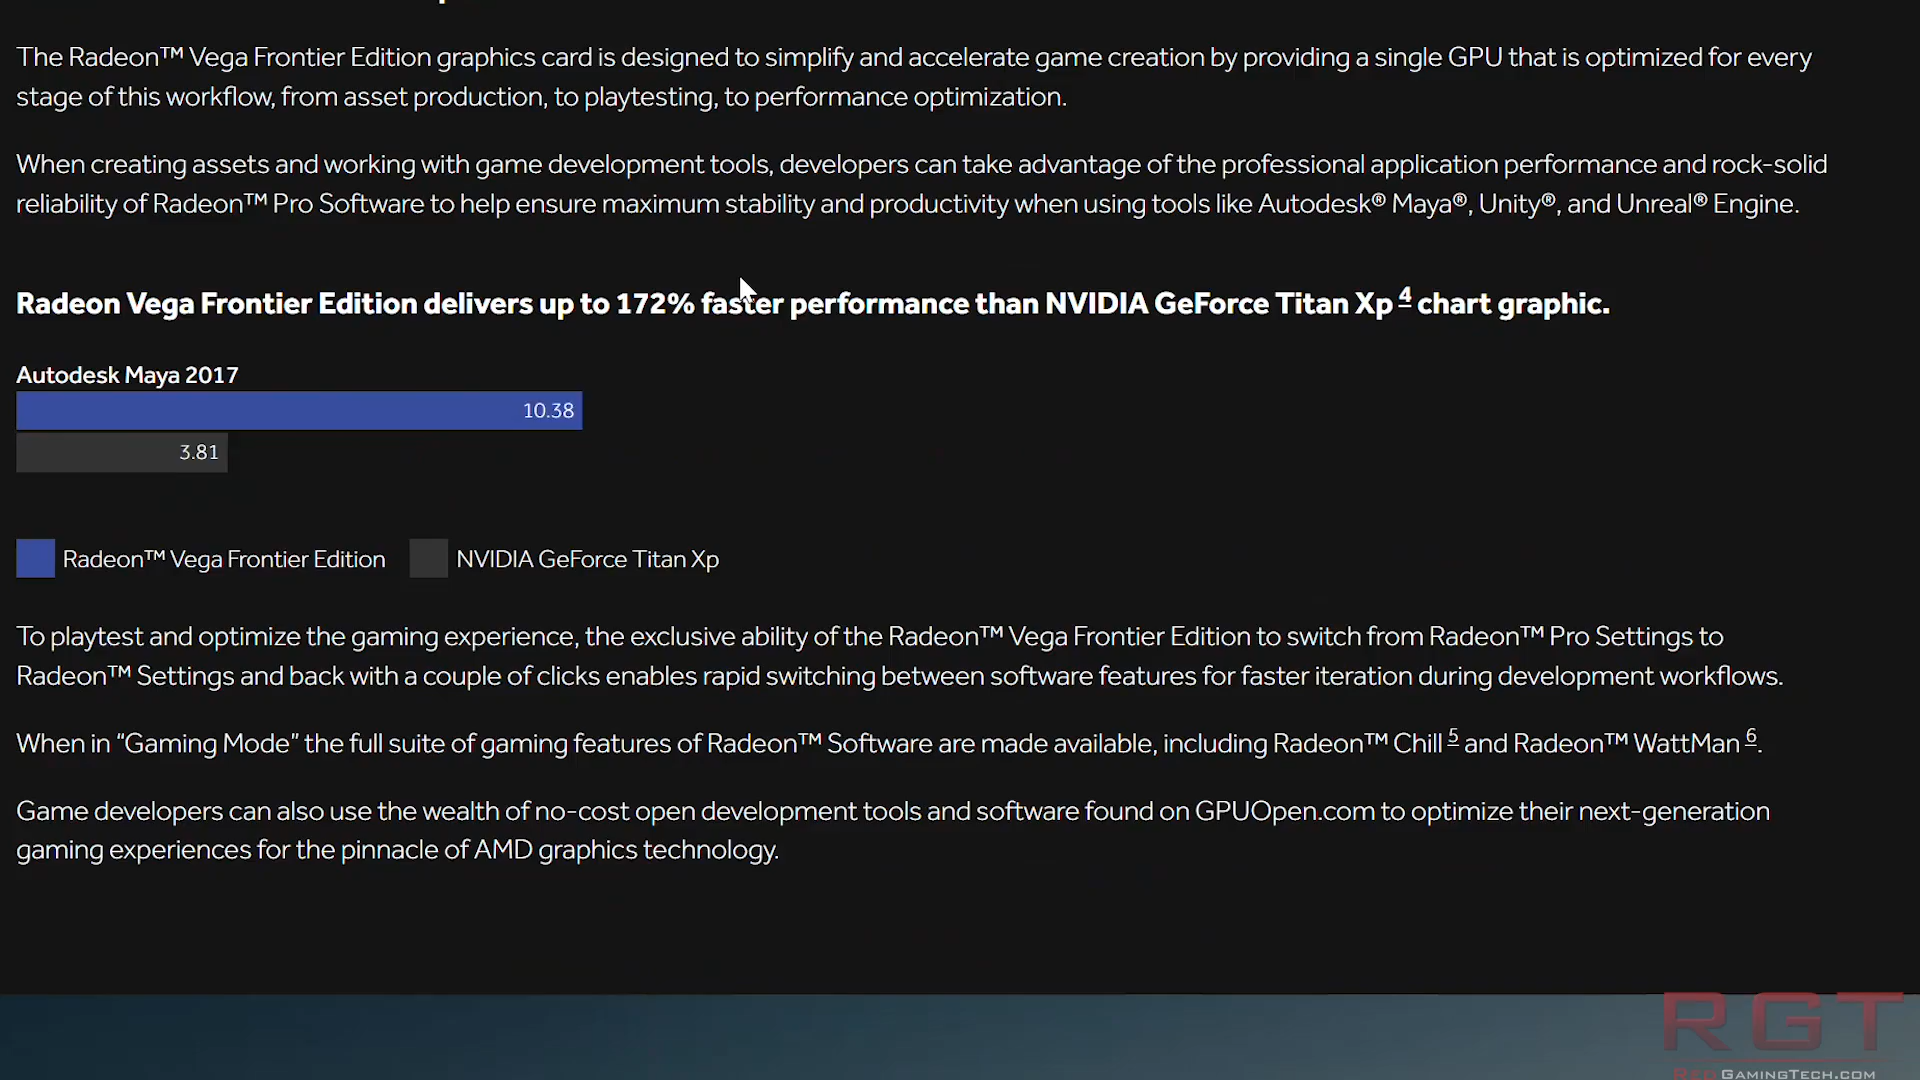 The Radeon™ Vega Frontier Edition graphics card is designed to simplify and accelerate game creation by providing a single GPU that is optimized for every
stage of this workflow, from asset production, to playtesting, to performance optimization.
When creating assets and working with game development tools, developers can take advantage of the professional application performance and rock-solid
reliability of Radeon™ Pro Software to help ensure maximum stability and productivity when using tools like Autodesk® Maya®, Unity®, and Unreal® Engine.
Radeon Vega Frontier Edition delivers up to 172% faster performance than NVIDIA GeForce Titan Xp 4 chart graphic.
Autodesk Maya 2017
10.38
3.81
Radeon™ Vega Frontier Edition NVIDIA GeForce Titan Xp
To playtest and optimize the gaming experience, the exclusive ability of the Radeon™ Vega Frontier Edition to switch from Radeon™ Pro Settings to
Radeon™ Settings and back with a couple of clicks enables rapid switching between software features for faster iteration during development workflows.
When in “Gaming Mode” the full suite of gaming features of Radeon™ Software are made available, including Radeon™ Chill 5 and Radeon™ WattMan 6.
Game developers can also use the wealth of no-cost open development tools and software found on GPUOpen.com to optimize their next-generation
gaming experiences for the pinnacle of AMD graphics technology.
RGT
REDGAMINGTECH.COM